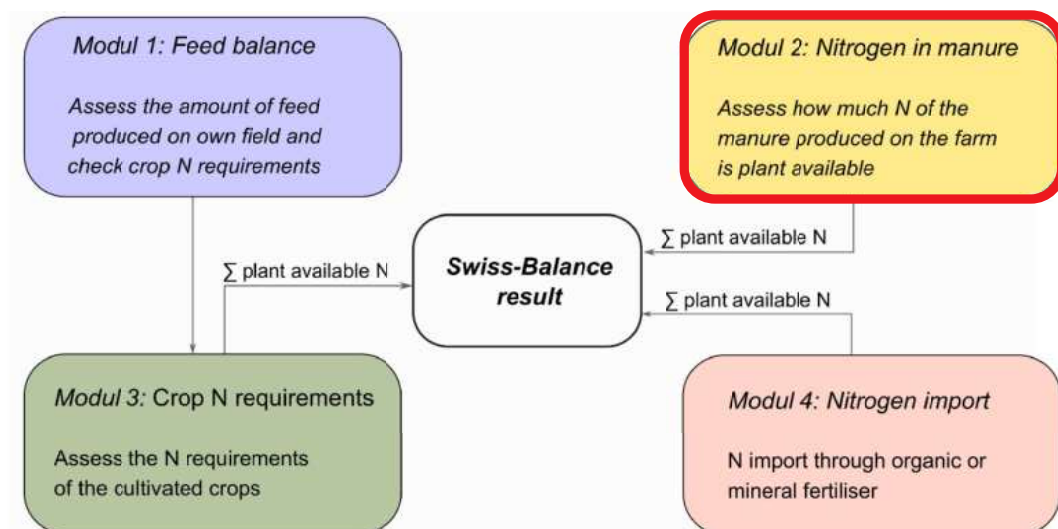 Modul 1: Feed balance
Assess the amount of feed
produced on own field and
check crop N requirements
Modul 2: Nitrogen in manure
Assess how much N of the
manure produced on the farm
is plant available
∑ plant available N
∑ plant available N
Swiss-Balance
result
∑ plant available N
Modul 3: Crop N requirements
Assess the N requirements
of the cultivated crops
Modul 4: Nitrogen import
N import through organic or
mineral fertiliser